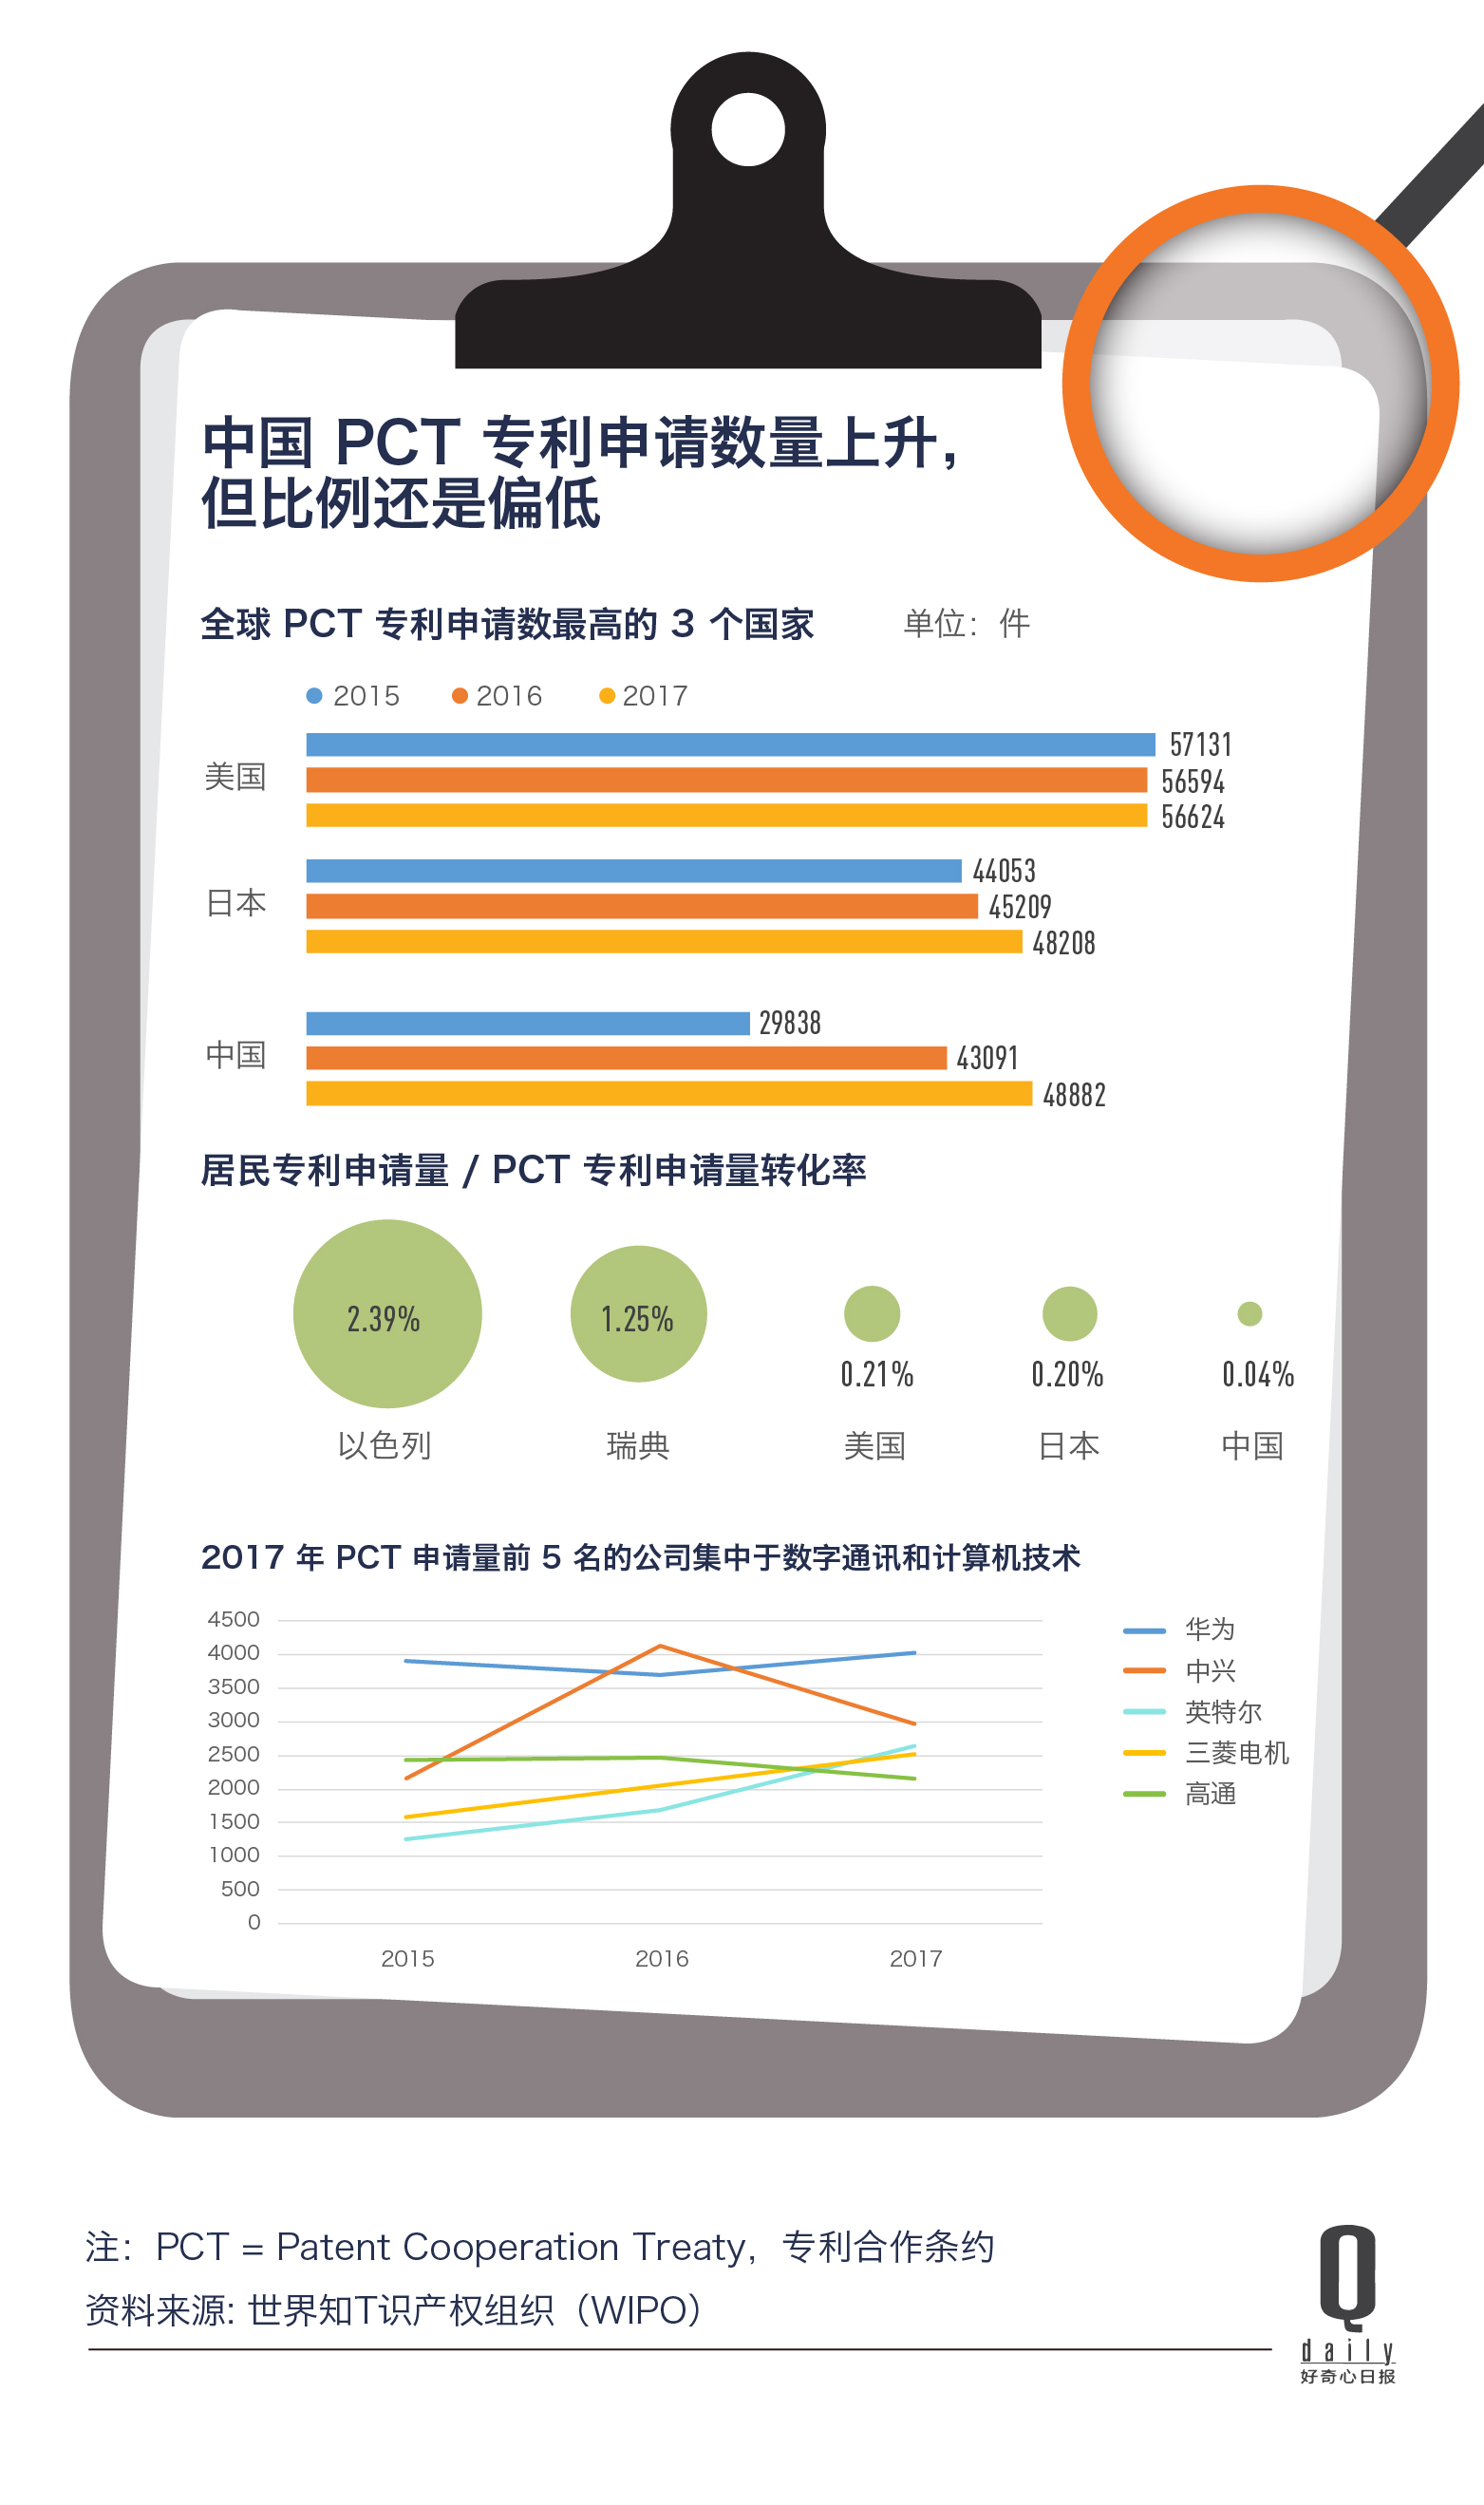 中国 PCT 专利申请数量上升，
但比例还是偏低
全球 PCT 专利申请数最高的 3 个国家 单位：件
2015 2016 2017
美国
57131
56594
56624
日本
44053
45209
48208
中国
29838
43091
48882
居民专利申请量 / PCT 专利申请量转化率
2.39% 1.25%
0.21% 0.20% 0.04%
以色列 瑞典 美国 日本 中国
2017 年 PCT 申请量前 5 名的公司集中于数字通讯和计算机技术
4500
4000
3500
3000
2500
2000
1500
1000
500
0
2015 2016 2017
华为
中兴
英特尔
三菱电机
高通
注：PCT = Patent Cooperation Treaty，专利合作条约
资料来源: 世界知T识产权组织（WIPO）
Q
daily
好奇心日报